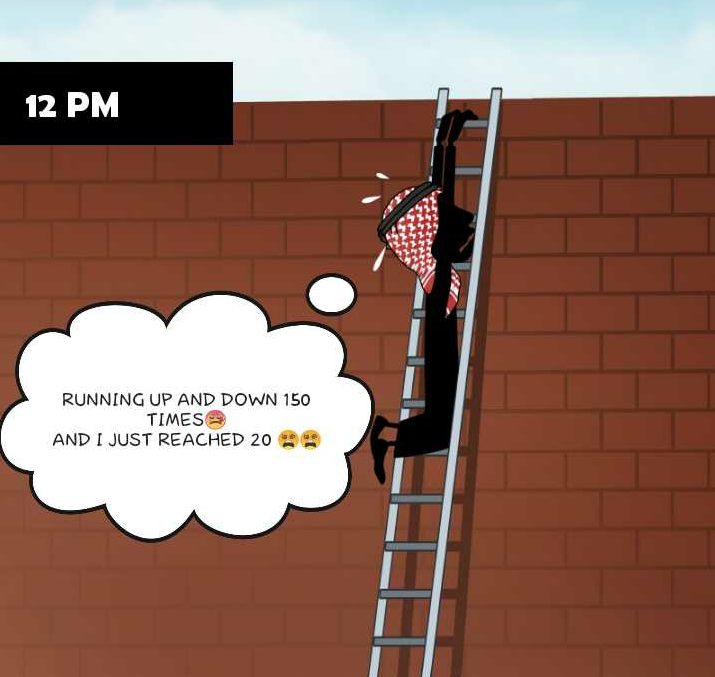 12 PM
RUNNING UP AND DOWN 150
TIMES🤬
AND I JUST REACHED 20 😵😵